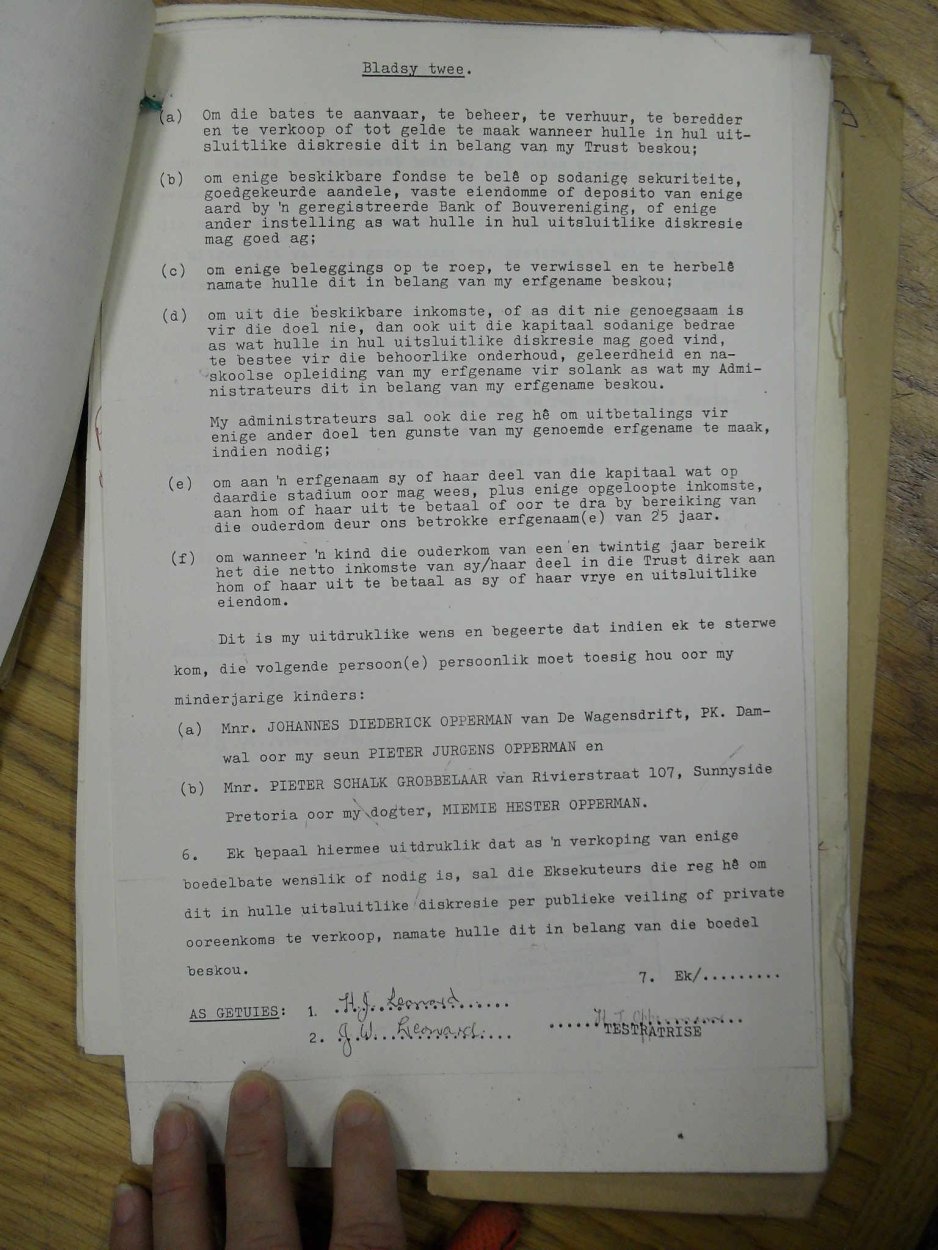 Bladsy twee.
(a) Om die bates te aanvaar, te beheer, te verhuur, te beredder
en te verkoop of tot gelde te maak wanneer hulle in hul uit-
sluitlike diskresie dit in belang van my Trust beskou;
(b) om enige beskikbare fondse te belê op sodanige sekuriteite,
goedgekeurde aandele, vaste eiendomme of deposito van enige
aard by 'n geregistreerde Bank of Bouvereniging, of enige
ander instelling as wat hulle in hul uitsluitlike diskresie
mag goed ag;
(c) om enige beleggings op te roep, te verwissel en te herbelê
namate hulle dit in belang van my erfgename beskou;
(d) om uit die beskikbare inkomste, of as dit nie genoegsaam is
vir die doel nie, dan ook uit die kapitaal sodanige bedrae
as wat hulle in hul uitsluitlike diskresie mag goed vind,
te bestee vir die behoorlike onderhoud, geleerdheid en na-
skoolse opleiding van my erfgename vir solank as wat my Admi-
nistrateurs dit in belang van my erfgename beskou.
My administrateurs sal ook die reg hê om uitbetalings vir
enige ander doel ten gunste van my genoemde erfgename te maak,
indien nodig;
(e) om aan 'n erfgenaam sy of haar deel van die kapitaal wat op
daardie stadium oor mag wees, plus enige opgeloopte inkomste,
aan hom of haar uit te betaal of oor te dra by bereiking van
die ouderdom deur ons betrokke erfgenaam(e) van 25 jaar.
(f) om wanneer 'n kind die ouderkom van een en twintig jaar bereik
het die netto inkomste van sy/haar deel in die Trust direk aan
hom of haar uit te betaal as sy of haar vrye en uitsluitlike
eiendom.
Dit is my uitdruklike wens en begeerte dat indien ek te sterwe
kom, die volgende persoon(e) persoonlik moet toesig hou oor my
minderjarige kinders:
(a) Mnr. JOHANNES DIEDERICK OPPERMAN van De Wagensdrift, PK. Dam-
wal oor my seun PIETER JURGENS OPPERMAN en
(b) Mnr. PIETER SCHALK GROBBELAAR van Rivierstraat 107, Sunnyside
Pretoria oor my dogter, MIEMIE HESTER OPPERMAN.
6. Ek bepaal hiermee uitdruklik dat as 'n verkoping van enige
boedelbate wenslik of nodig is, sal die Eksekuteurs die reg hê om
dit in hulle uitsluitlike diskresie per publieke veiling of private
ooreenkoms te verkoop, namate hulle dit in belang van die boedel
beskou.
7. Ek/.........
AS GETUIES: 1. H.J. Leonard
2. J.W. Leonard.
TESTRATRISE